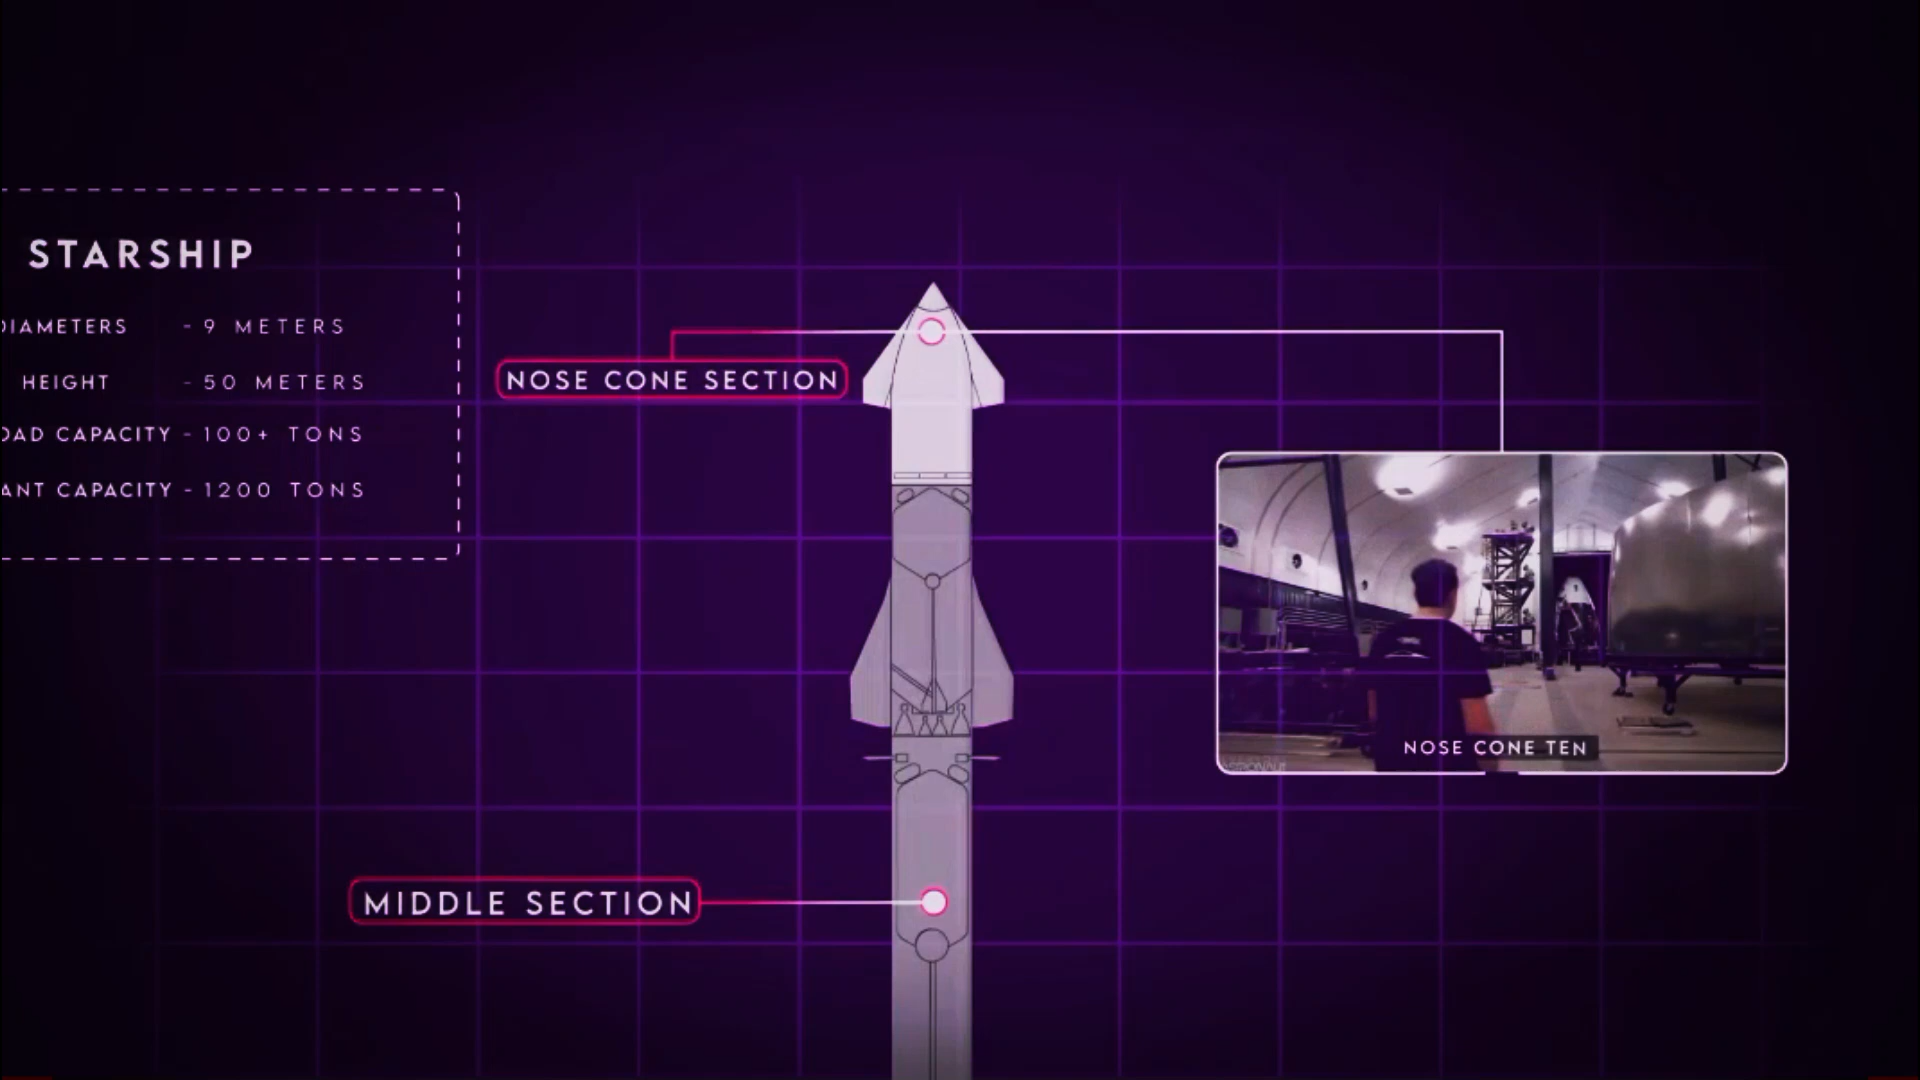 STARSHIP
DIAMETERS - 9 METERS
HEIGHT - 50 METERS
OAD CAPACITY - 100+ TONS
ANT CAPACITY - 1200 TONS
NOSE CONE SECTION
NOSE CONE TEN
MIDDLE SECTION